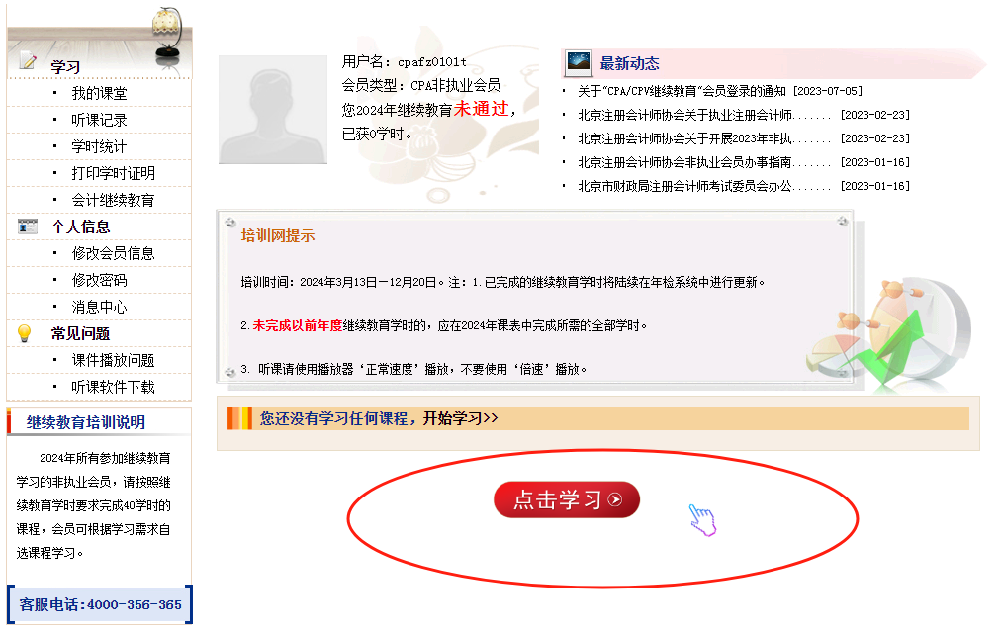 学习
· 我的课堂
· 听课记录
· 学时统计
· 打印学时证明
· 会计继续教育
个人信息
· 修改会员信息
· 修改密码
· 消息中心
常见问题
· 课件播放问题
· 听课软件下载
继续教育培训说明
2024年所有参加继续教育
学习的非执业会员，请按照继
续教育学时要求完成40学时的
课程，会员可根据学习需求自
选课程学习。
客服电话:4000-356-365
用户名：cpafz0101t
会员类型：CPA非执业会员
您2024年继续教育未通过，
已获0学时。
最新动态
· 关于“CPA/CPV继续教育”会员登录的通知 [2023-07-05]
· 北京注册会计师协会关于执业注册会计师....... [2023-02-23]
· 北京注册会计师协会关于开展2023年非执....... [2023-02-23]
· 北京注册会计师协会非执业会员办事指南....... [2023-01-16]
· 北京市财政局注册会计师考试委员会办公....... [2023-01-16]
培训网提示
培训时间：2024年3月13日—12月20日。注：1.已完成的继续教育学时将陆续在年检系统中进行更新。
2.未完成以前年度继续教育学时的，应在2024年课表中完成所需的全部学时。
3. 听课请使用播放器‘正常速度’播放，不要使用‘倍速’播放。
您还没有学习任何课程，开始学习>>
点击学习